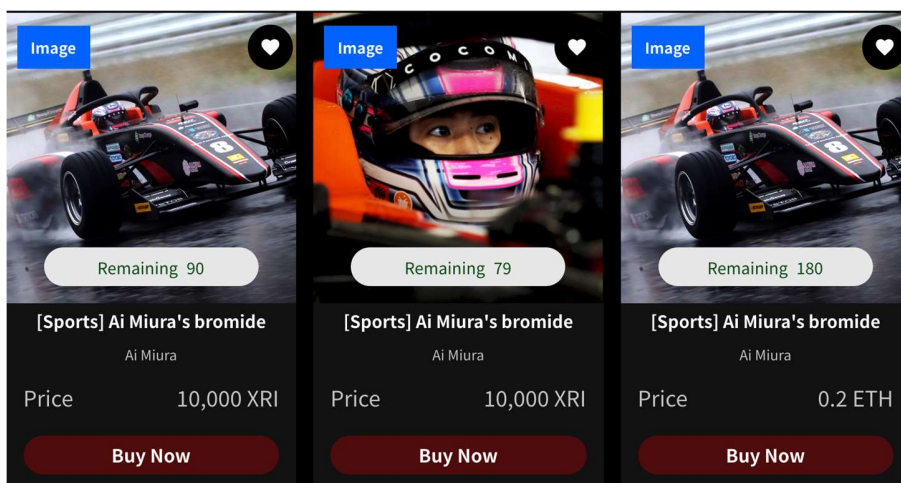 Image
Remaining 90
[Sports] Ai Miura's bromide
Ai Miura
Price 10,000 XRI
Buy Now
Image
COCOM
Remaining 79
[Sports] Ai Miura's bromide
Ai Miura
Price 10,000 XRI
Buy Now
Image
8
Remaining 180
[Sports] Ai Miura's bromide
Ai Miura
Price 0.2 ETH
Buy Now